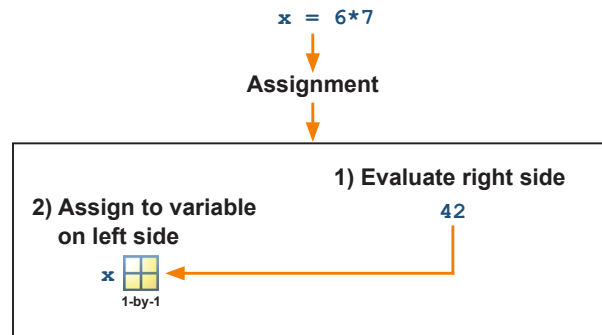 x = 6*7
Assignment
1) Evaluate right side
42
2) Assign to variable
on left side
x
1-by-1